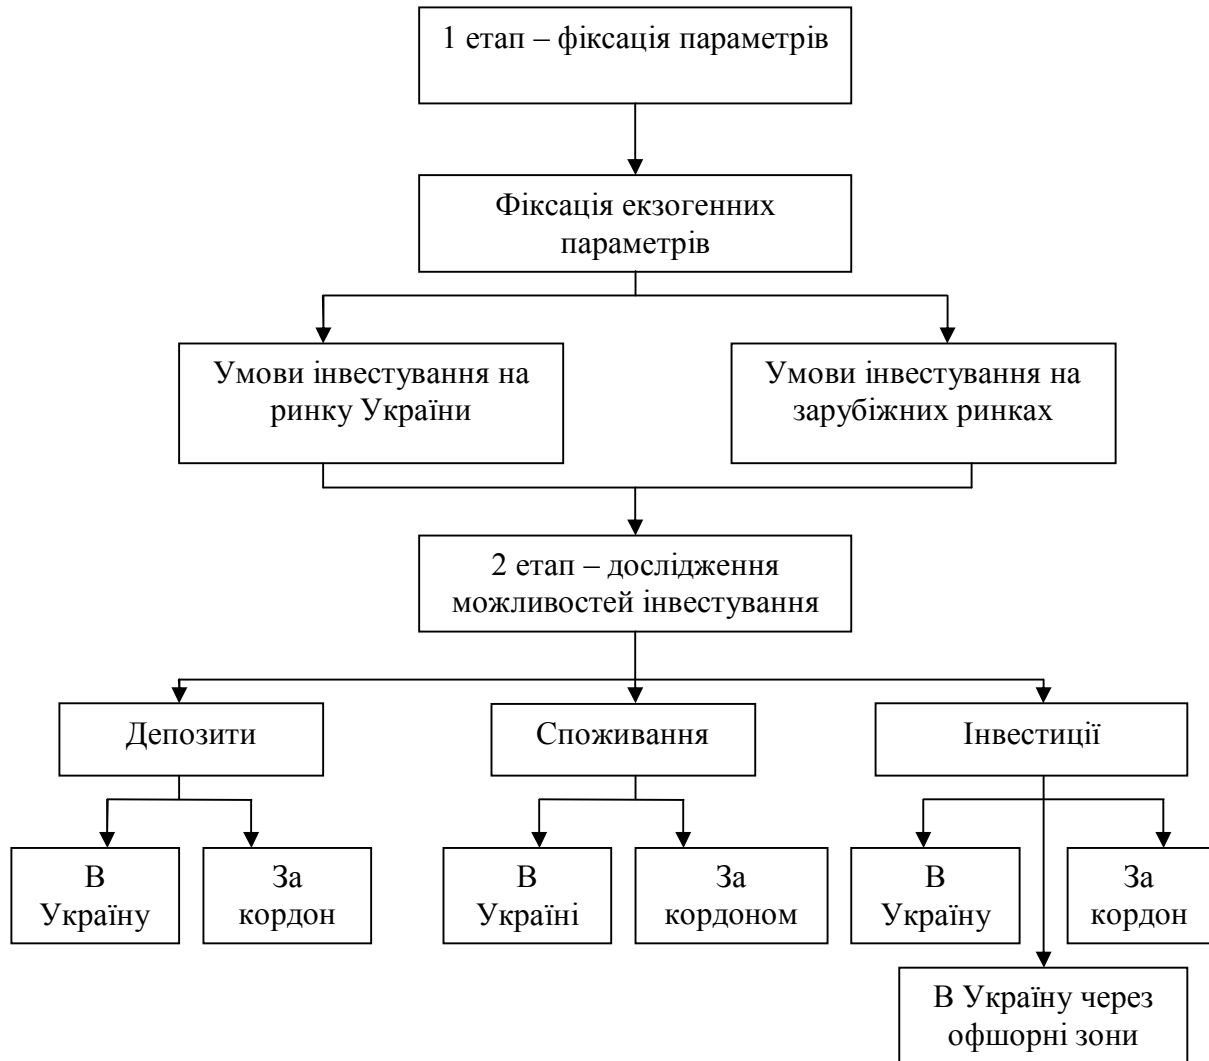 1 етап – фіксація параметрів
Фіксація екзогенних
параметрів
Умови інвестування на
ринку України
Умови інвестування на
зарубіжних ринках
2 етап – дослідження
можливостей інвестування
Депозити
Споживання
Інвестиції
В
Україну
За
кордон
В
Україні
За
кордоном
В
Україну
За
кордон
В Україну через
офшорні зони